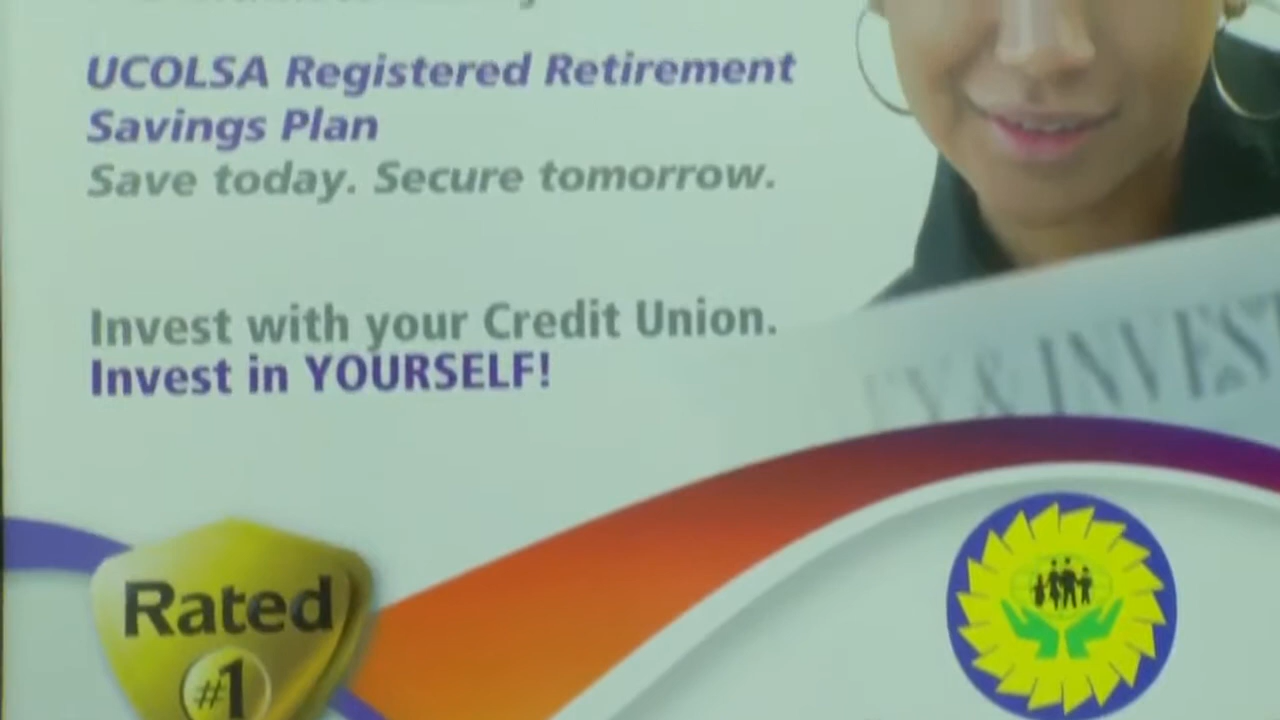 UCOLSA Registered Retirement
Savings Plan
Save today. Secure tomorrow.
Invest with your Credit Union.
Invest in YOURSELF!
& INVEST
Rated
#1